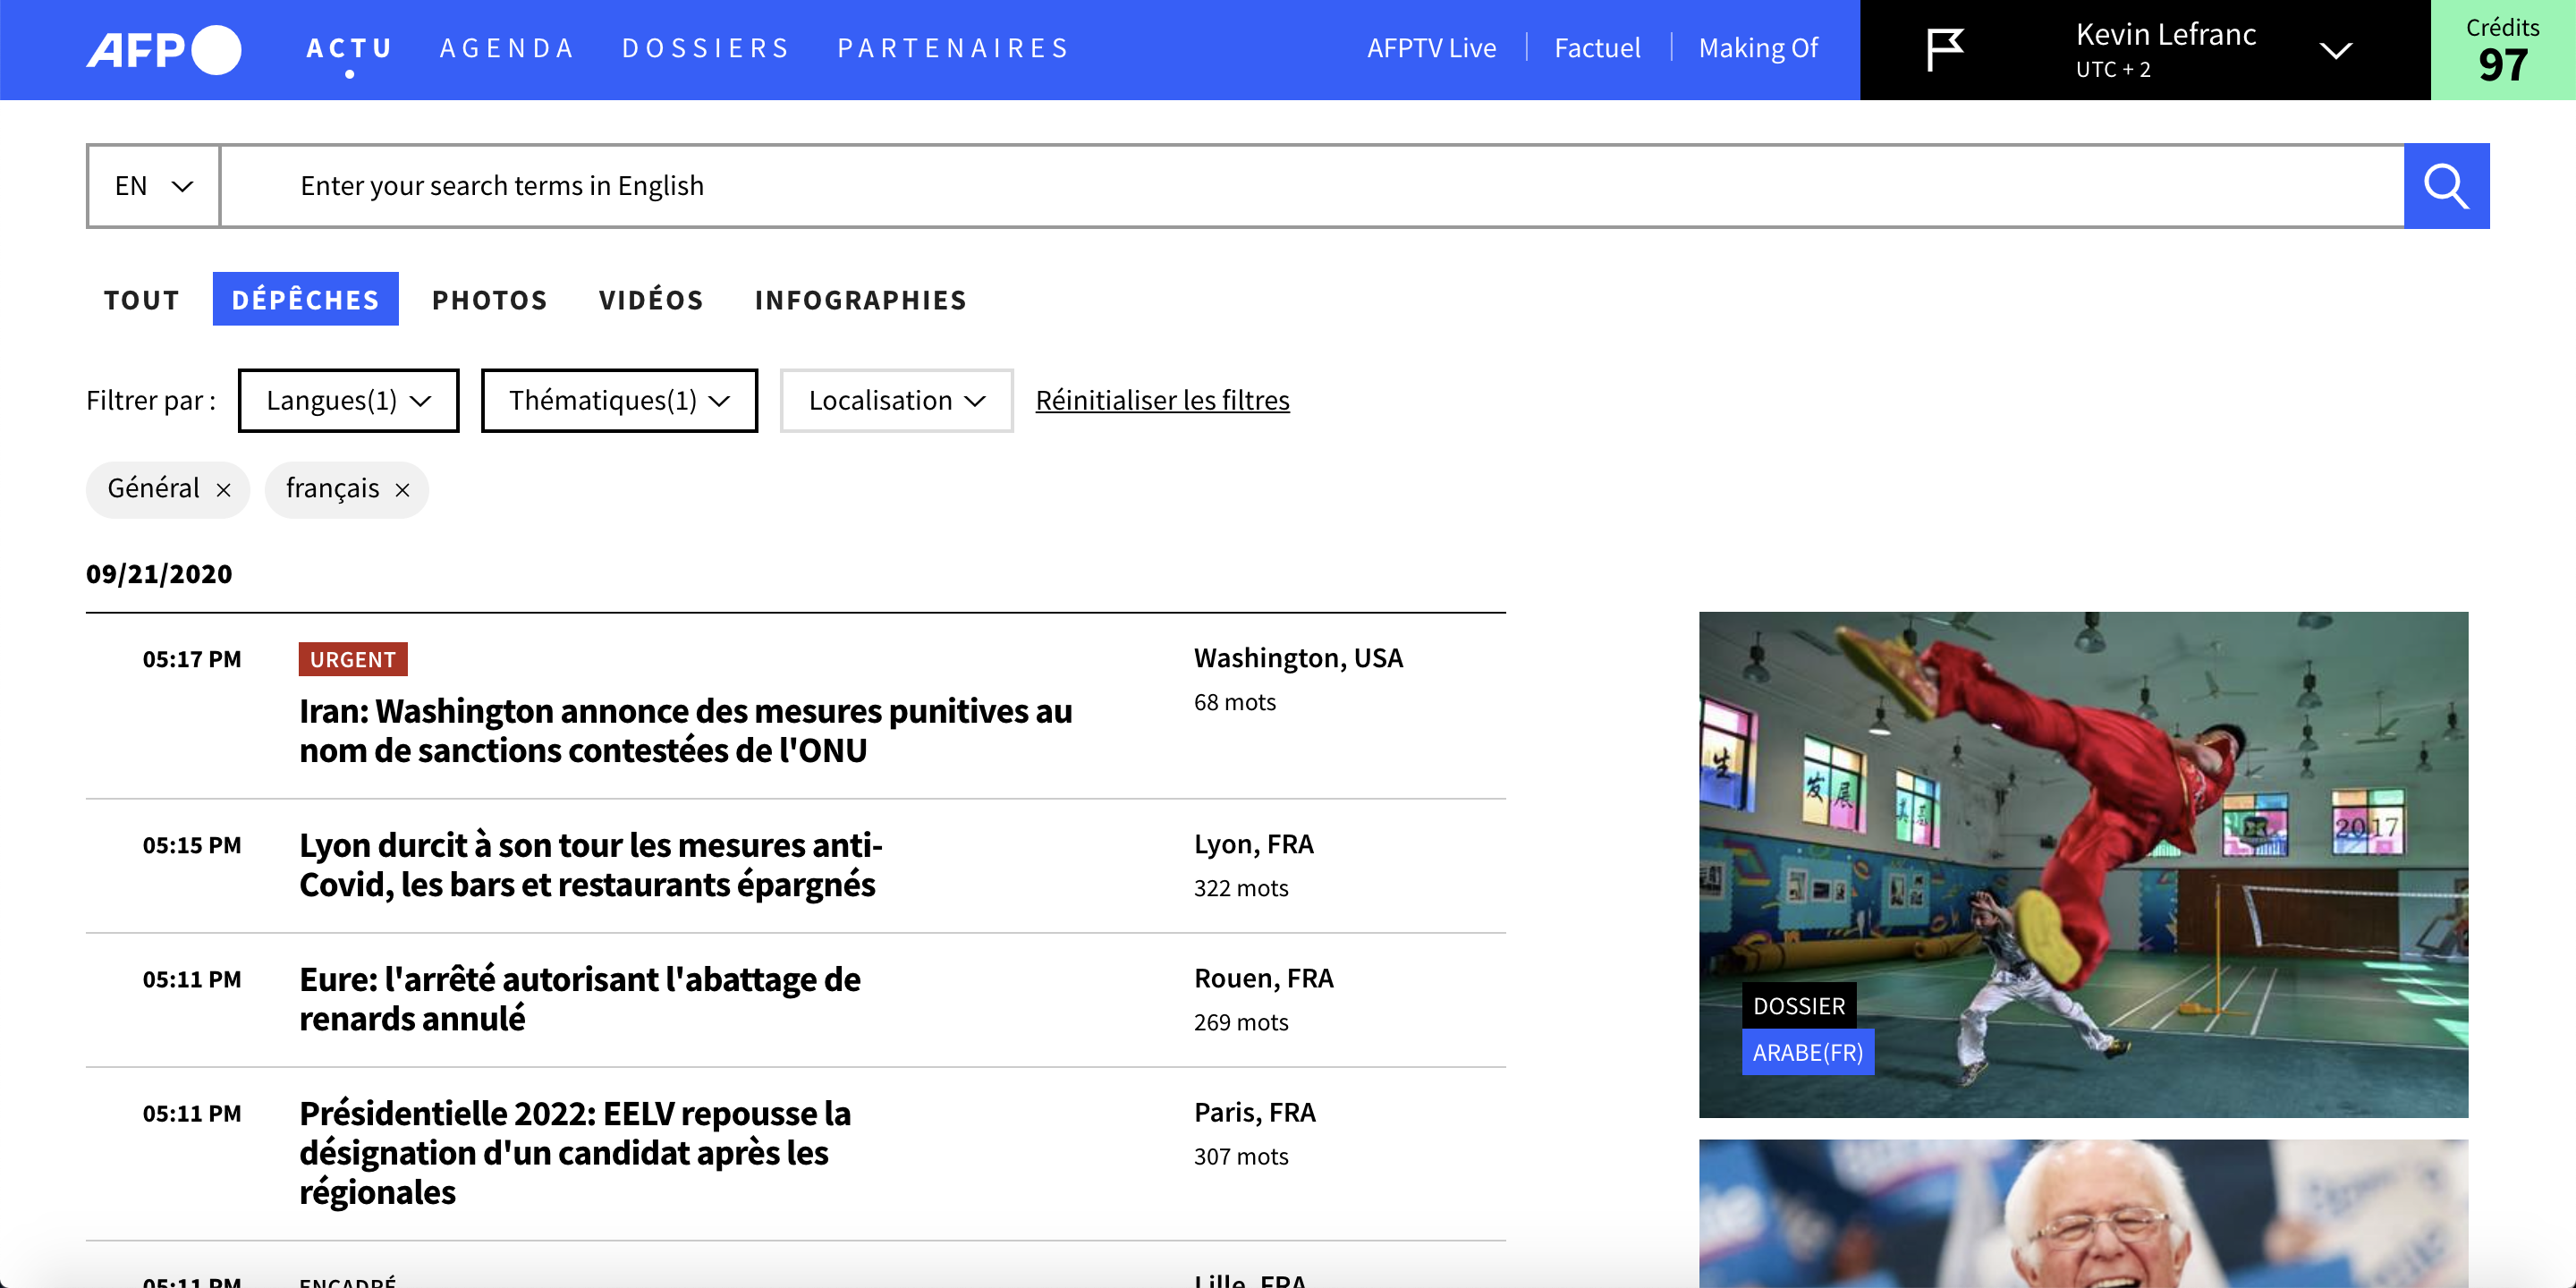 AFP
ACTU AGENDA DOSSIERS PARTENAIRES
AFPTV Live Factuel Making Of
Kevin Lefranc
UTC + 2
Crédits
97
EN Enter your search terms in English
TOUT DÉPÊCHES PHOTOS VIDÉOS INFOGRAPHIES
Filtrer par : Langues(1) Thématiques(1) Localisation Réinitialiser les filtres
Général × français ×
09/21/2020
05:17 PM URGENT
Iran: Washington annonce des mesures punitives au
nom de sanctions contestées de l'ONU
Washington, USA
68 mots
05:15 PM Lyon durcit à son tour les mesures anti-
Covid, les bars et restaurants épargnés
Lyon, FRA
322 mots
05:11 PM Eure: l'arrêté autorisant l'abattage de
renards annulé
Rouen, FRA
269 mots
05:11 PM Présidentielle 2022: EELV repousse la
désignation d'un candidat après les
régionales
Paris, FRA
307 mots
05:11 PM ENCADRÉ Lille, FRA
生
发展
2017
DOSSIER
ARABE(FR)